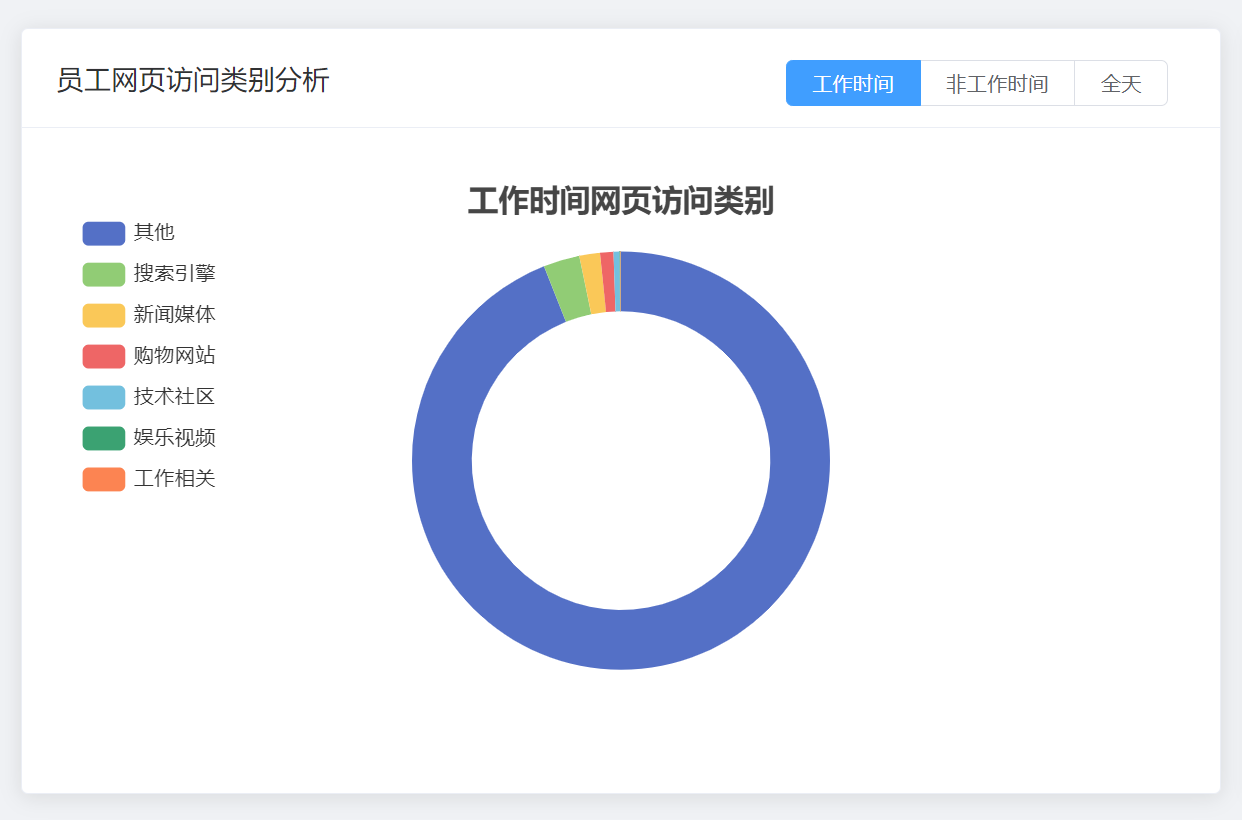 员工网页访问类别分析
工作时间
非工作时间
全天
工作时间网页访问类别
其他
搜索引擎
新闻媒体
购物网站
技术社区
娱乐视频
工作相关